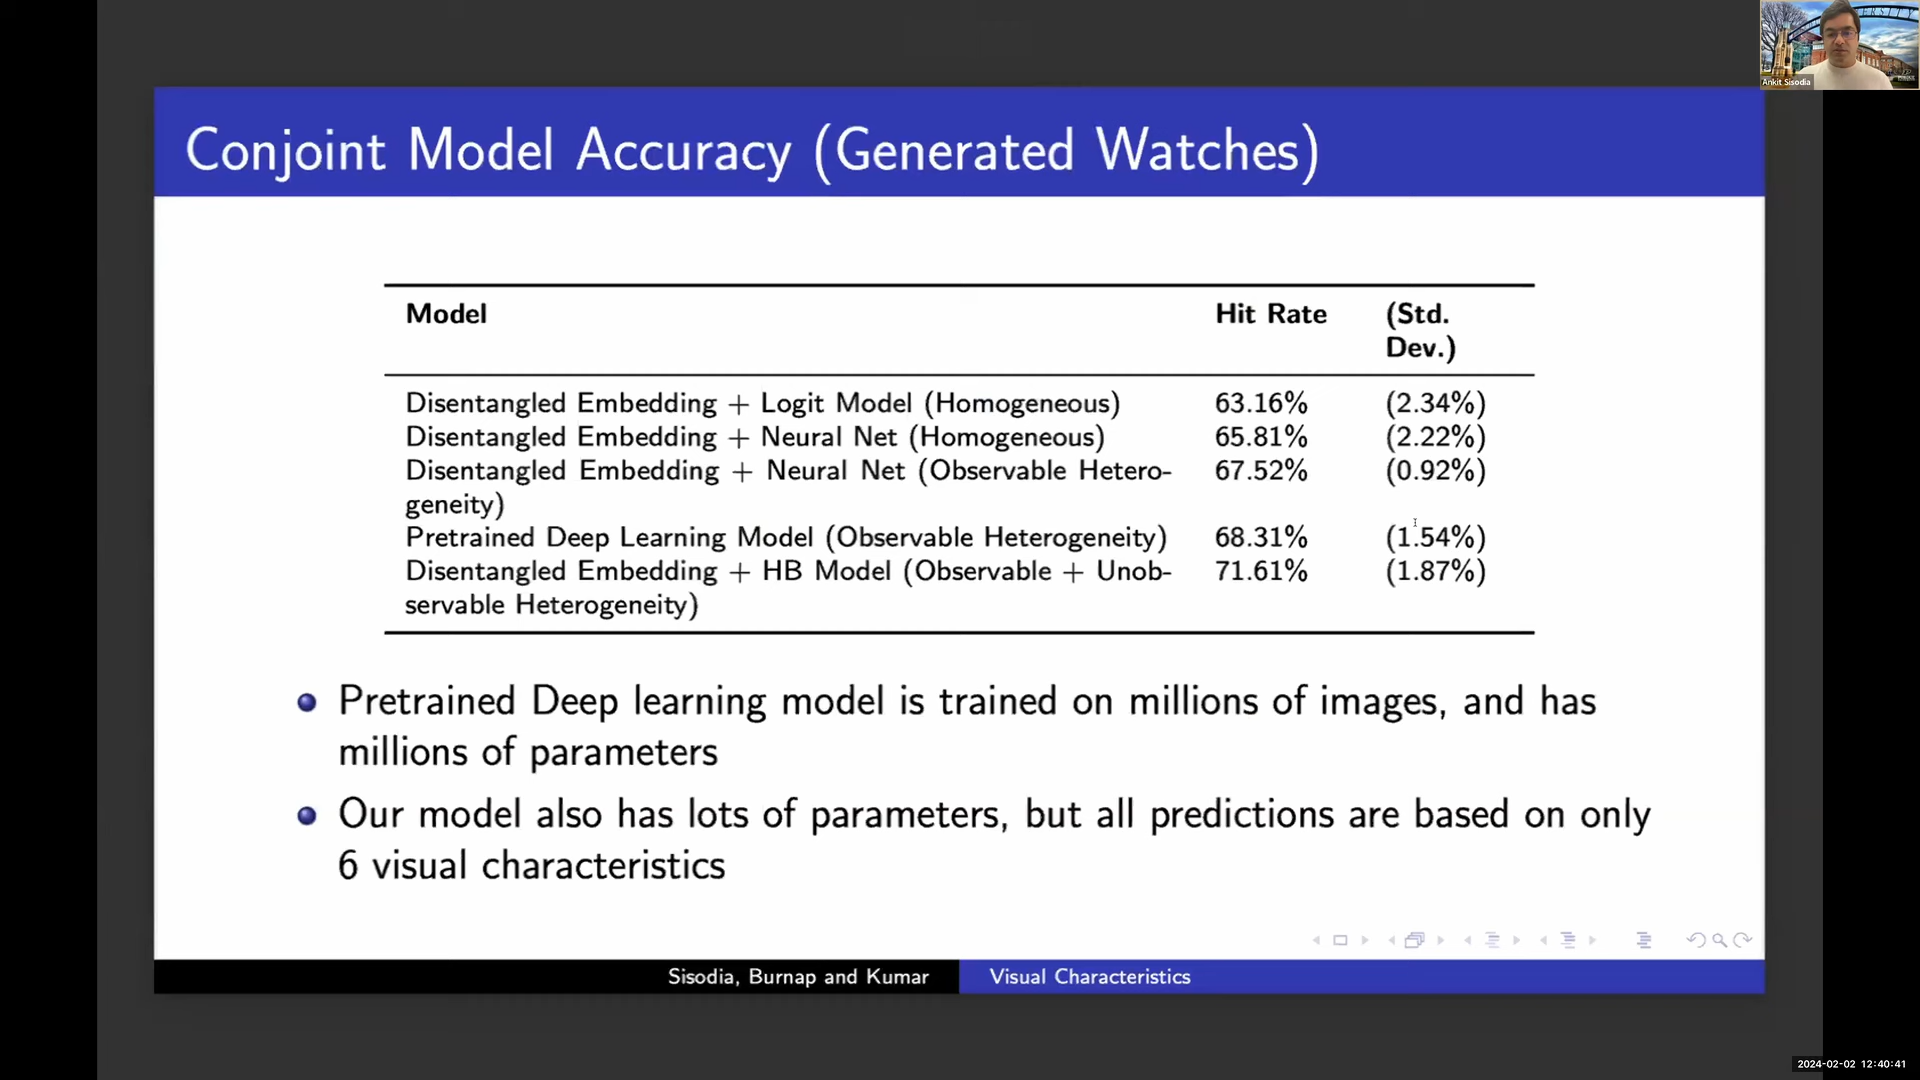 Ankit Sisodia
Conjoint Model Accuracy (Generated Watches)
Model Hit Rate (Std.
Dev.)
Disentangled Embedding + Logit Model (Homogeneous) 63.16% (2.34%)
Disentangled Embedding + Neural Net (Homogeneous) 65.81% (2.22%)
Disentangled Embedding + Neural Net (Observable Hetero- 67.52% (0.92%)
geneity)
Pretrained Deep Learning Model (Observable Heterogeneity) 68.31% (1.54%)
Disentangled Embedding + HB Model (Observable + Unob- 71.61% (1.87%)
servable Heterogeneity)
Pretrained Deep learning model is trained on millions of images, and has
millions of parameters
Our model also has lots of parameters, but all predictions are based on only
6 visual characteristics
Sisodia, Burnap and Kumar Visual Characteristics
2024-02-02 12:40:41